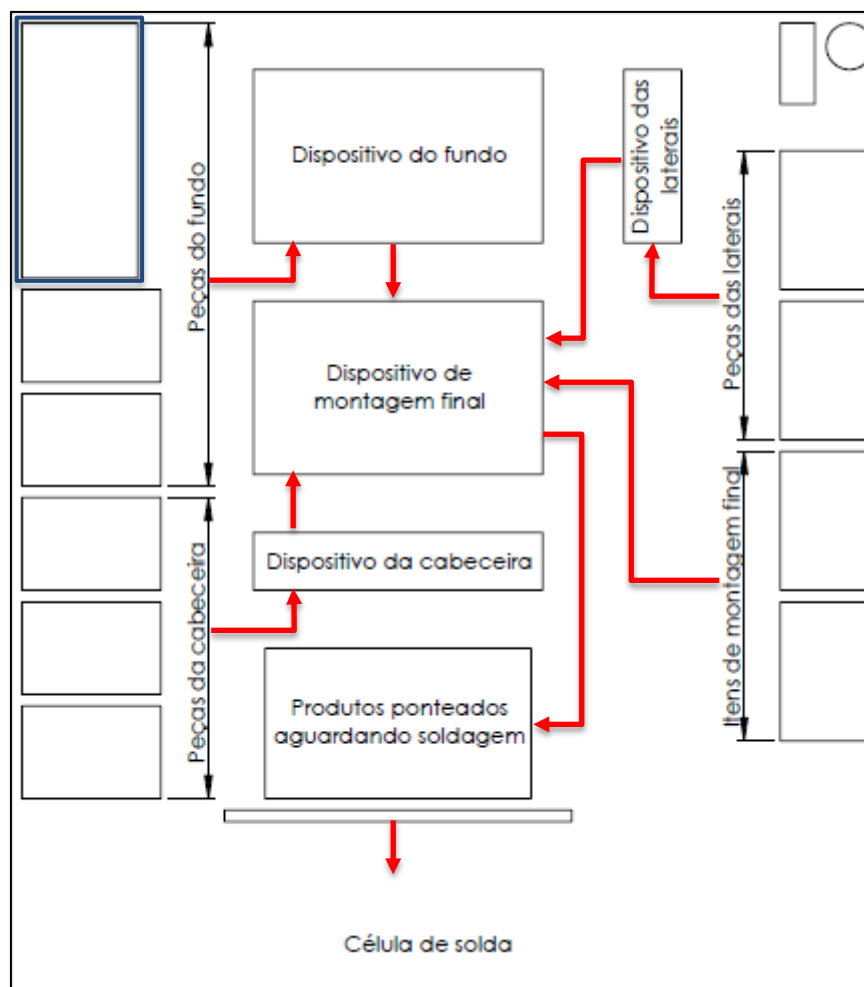 Dispositivo do fundo
Dispositivo das
laterais
Peças do fundo
Peças das laterais
Dispositivo de
montagem final
Itens de montagem final
Dispositivo da cabeceira
Peças da cabeceira
Produtos ponteados
aguardando soldagem
Célula de solda